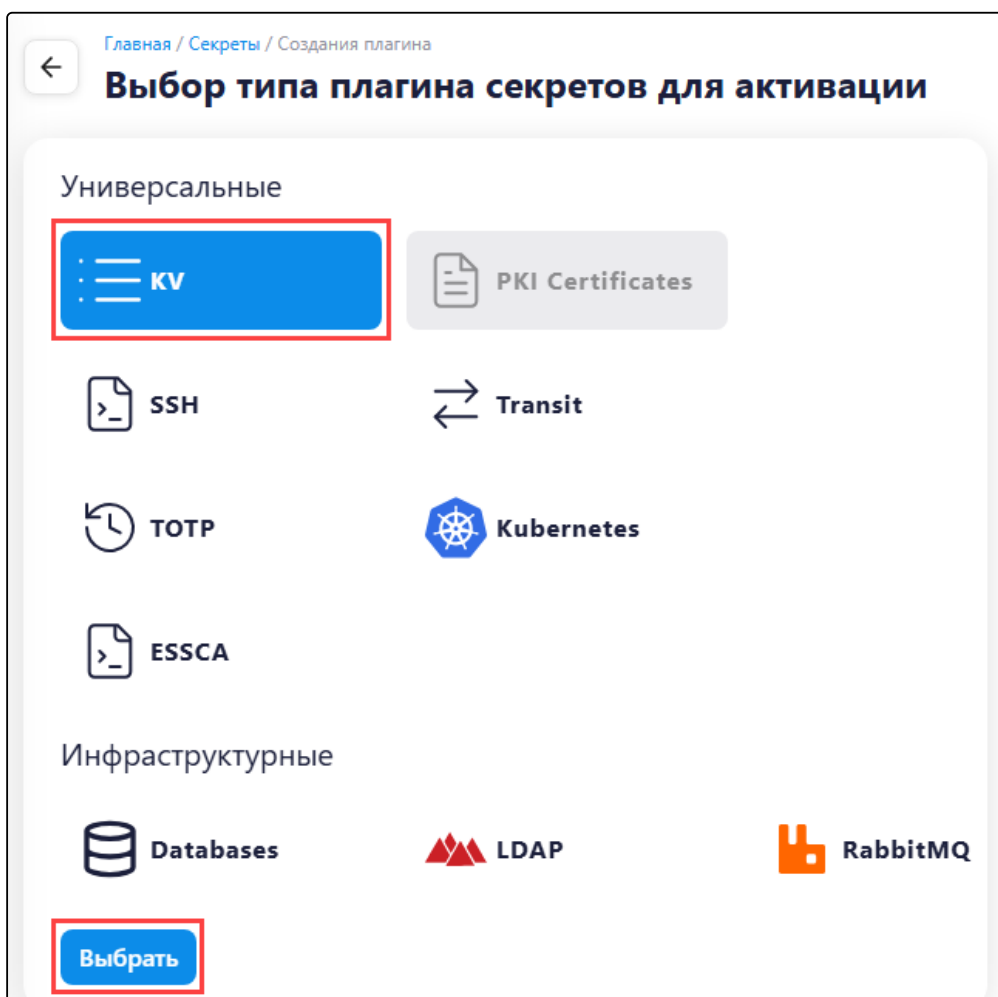 Главная / Секреты / Создания плагина
Выбор типа плагина секретов для активации
Универсальные
KV
PKI Certificates
SSH
Transit
TOTP
Kubernetes
ESSCA
Инфраструктурные
Databases
LDAP
RabbitMQ
Выбрать